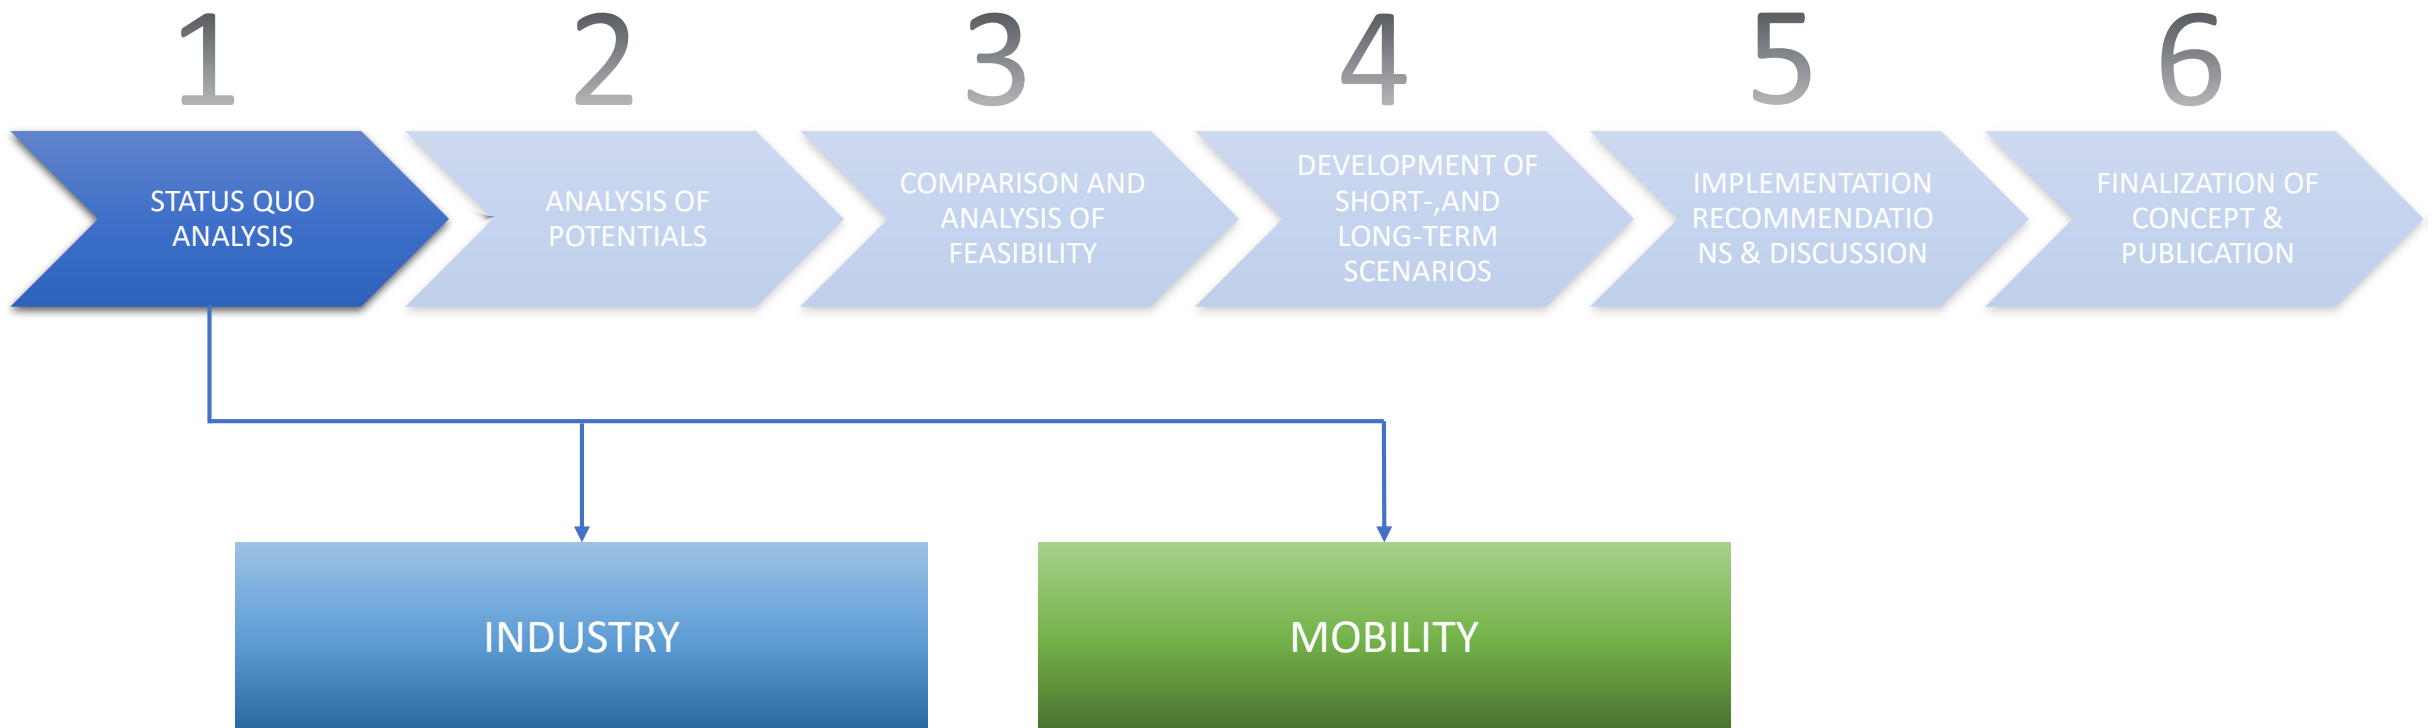 1
2
3
4
5
6
STATUS QUO
ANALYSIS
ANALYSIS OF
POTENTIALS
COMPARISON AND
ANALYSIS OF
FEASIBILITY
DEVELOPMENT OF
SHORT-,AND
LONG-TERM
SCENARIOS
IMPLEMENTATION
RECOMMENDATIO
NS & DISCUSSION
FINALIZATION OF
CONCEPT &
PUBLICATION
INDUSTRY
MOBILITY